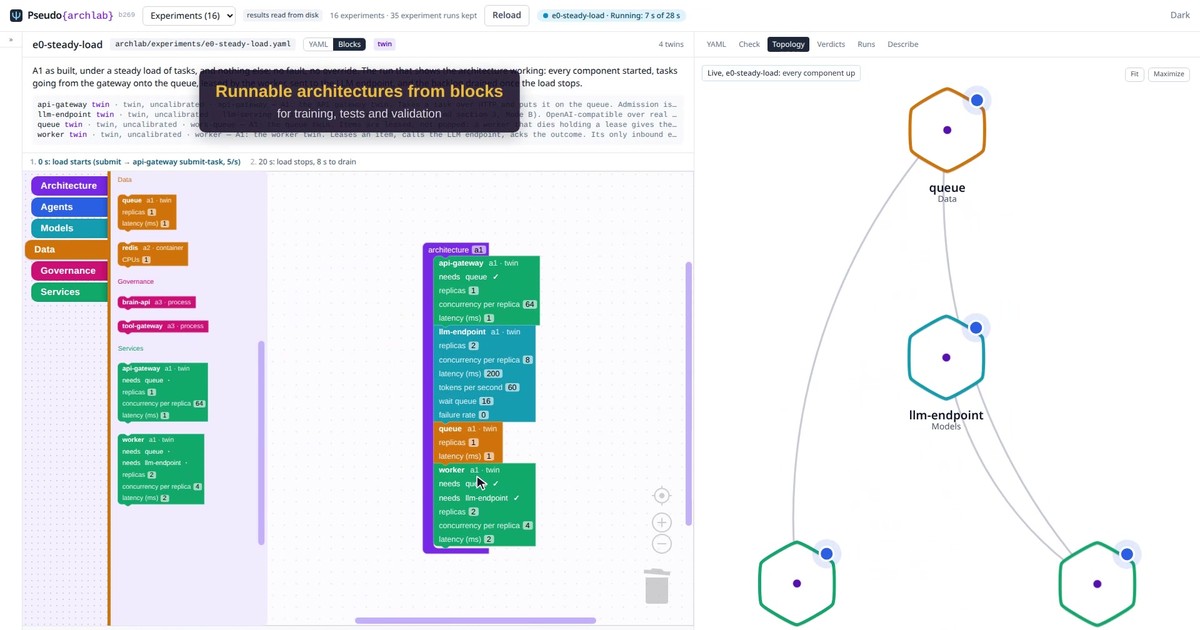 Pseudo{archlab} b269
Experiments (16)
results read from disk
16 experiments · 35 experiment runs kept
Reload
e0-steady-load · Running: 7 s of 28 s
Dark
»
e0-steady-load
archlab/experiments/e0-steady-load.yaml
YAML
Blocks
twin
4 twins
A1 as built, under a steady load of tasks, and nothing else: no fault, no override. The run that shows the architecture working: every component started, tasks
going from the gateway onto the queue,
once the load stops.
Runnable architectures from blocks
for training, tests and validation
api-gateway twin · twin, uncalibrated
puts it on the queue. Admission is…
llm-endpoint twin · twin, uncalibrated
OpenAI-compatible over real …
queue twin · twin, uncalibrated
that dies holding a lease gives the…
worker twin · twin, uncalibrated · worker — A1: the worker twin. Leases an item, calls the LLM endpoint, acks the outcome. Its only inbound e…
1. 0 s: load starts (submit → api-gateway submit-task, 5/s)
2. 20 s: load stops, 8 s to drain
Architecture
Agents
Models
Data
Governance
Services
Data
queue a1 · twin
replicas 1
latency (ms) 1
redis a2 · container
CPUs 1
Governance
brain-api a3 · process
tool-gateway a3 · process
Services
api-gateway a1 · twin
needs queue ·
replicas 1
concurrency per replica 64
latency (ms) 1
worker a1 · twin
needs queue ·
needs llm-endpoint ·
replicas 2
concurrency per replica 4
latency (ms) 2
architecture a1
api-gateway a1 · twin
needs queue ✓
replicas 1
concurrency per replica 64
latency (ms) 1
llm-endpoint a1 · twin
replicas 2
concurrency per replica 8
latency (ms) 200
tokens per second 60
wait queue 16
failure rate 0
queue a1 · twin
replicas 1
latency (ms) 1
worker a1 · twin
needs ✓
needs llm-endpoint ✓
replicas 2
concurrency per replica 4
latency (ms) 2
YAML
Check
Topology
Verdicts
Runs
Describe
Live, e0-steady-load: every component up
Fit
Maximize
queue
Data
llm-endpoint
Models